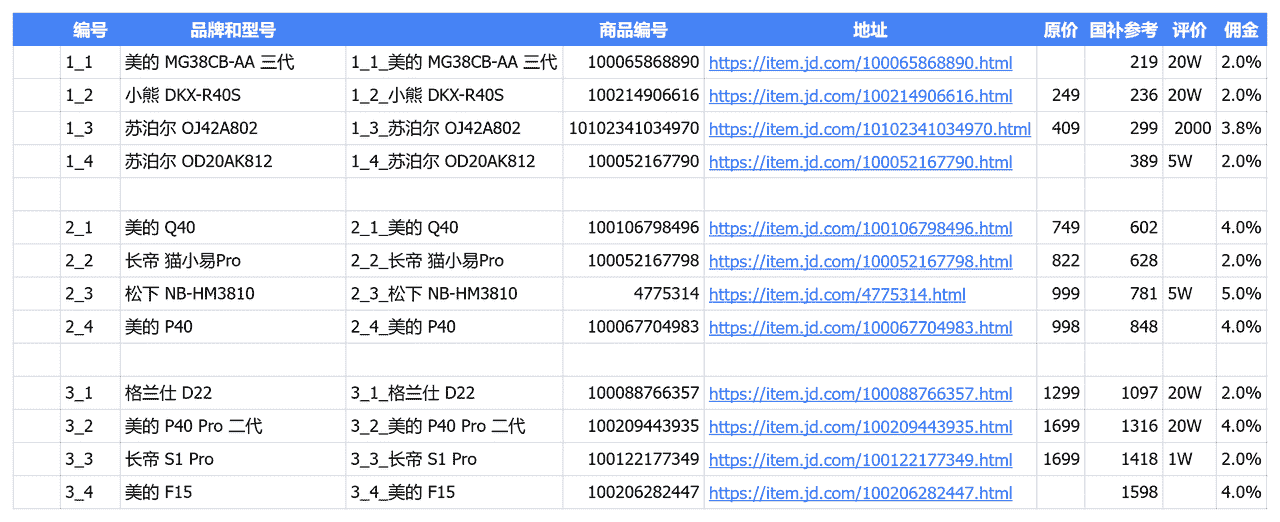 编号 品牌和型号 商品编号 地址 原价 国补参考 评价 佣金
1_1 美的 MG38CB-AA 三代 1_1_美的 MG38CB-AA 三代 100065868890 https://item.jd.com/100065868890.html 219 20W 2.0%
1_2 小熊 DKX-R40S 1_2_小熊 DKX-R40S 100214906616 https://item.jd.com/100214906616.html 249 236 20W 2.0%
1_3 苏泊尔 OJ42A802 1_3_苏泊尔 OJ42A802 10102341034970 https://item.jd.com/10102341034970.html 409 299 2000 3.8%
1_4 苏泊尔 OD20AK812 1_4_苏泊尔 OD20AK812 100052167790 https://item.jd.com/100052167790.html 389 5W 2.0%
2_1 美的 Q40 2_1_美的 Q40 100106798496 https://item.jd.com/100106798496.html 749 602 4.0%
2_2 长帝 猫小易Pro 2_2_长帝 猫小易Pro 100052167798 https://item.jd.com/100052167798.html 822 628 2.0%
2_3 松下 NB-HM3810 2_3_松下 NB-HM3810 4775314 https://item.jd.com/4775314.html 999 781 5W 5.0%
2_4 美的 P40 2_4_美的 P40 100067704983 https://item.jd.com/100067704983.html 998 848 4.0%
3_1 格兰仕 D22 3_1_格兰仕 D22 100088766357 https://item.jd.com/100088766357.html 1299 1097 20W 2.0%
3_2 美的 P40 Pro 二代 3_2_美的 P40 Pro 二代 100209443935 https://item.jd.com/100209443935.html 1699 1316 20W 4.0%
3_3 长帝 S1 Pro 3_3_长帝 S1 Pro 100122177349 https://item.jd.com/100122177349.html 1699 1418 1W 2.0%
3_4 美的 F15 3_4_美的 F15 100206282447 https://item.jd.com/100206282447.html 1598 4.0%